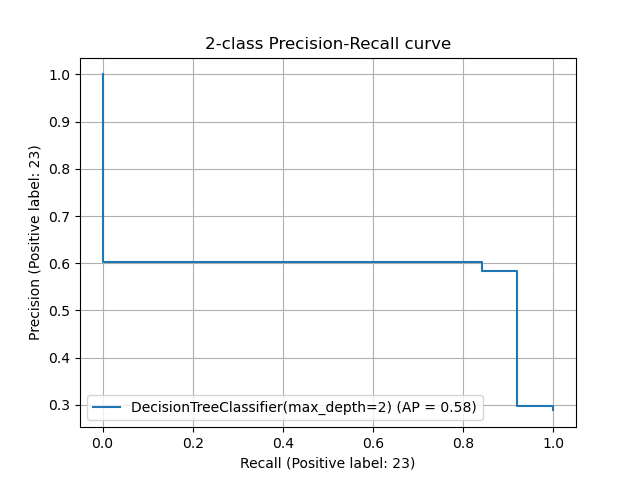 2-class Precision-Recall curve
1.0
0.9
0.8
0.7
0.6
0.5
0.4
0.3
Precision (Positive label: 23)
DecisionTreeClassifier(max_depth=2) (AP = 0.58)
0.0 0.2 0.4 0.6 0.8 1.0
Recall (Positive label: 23)